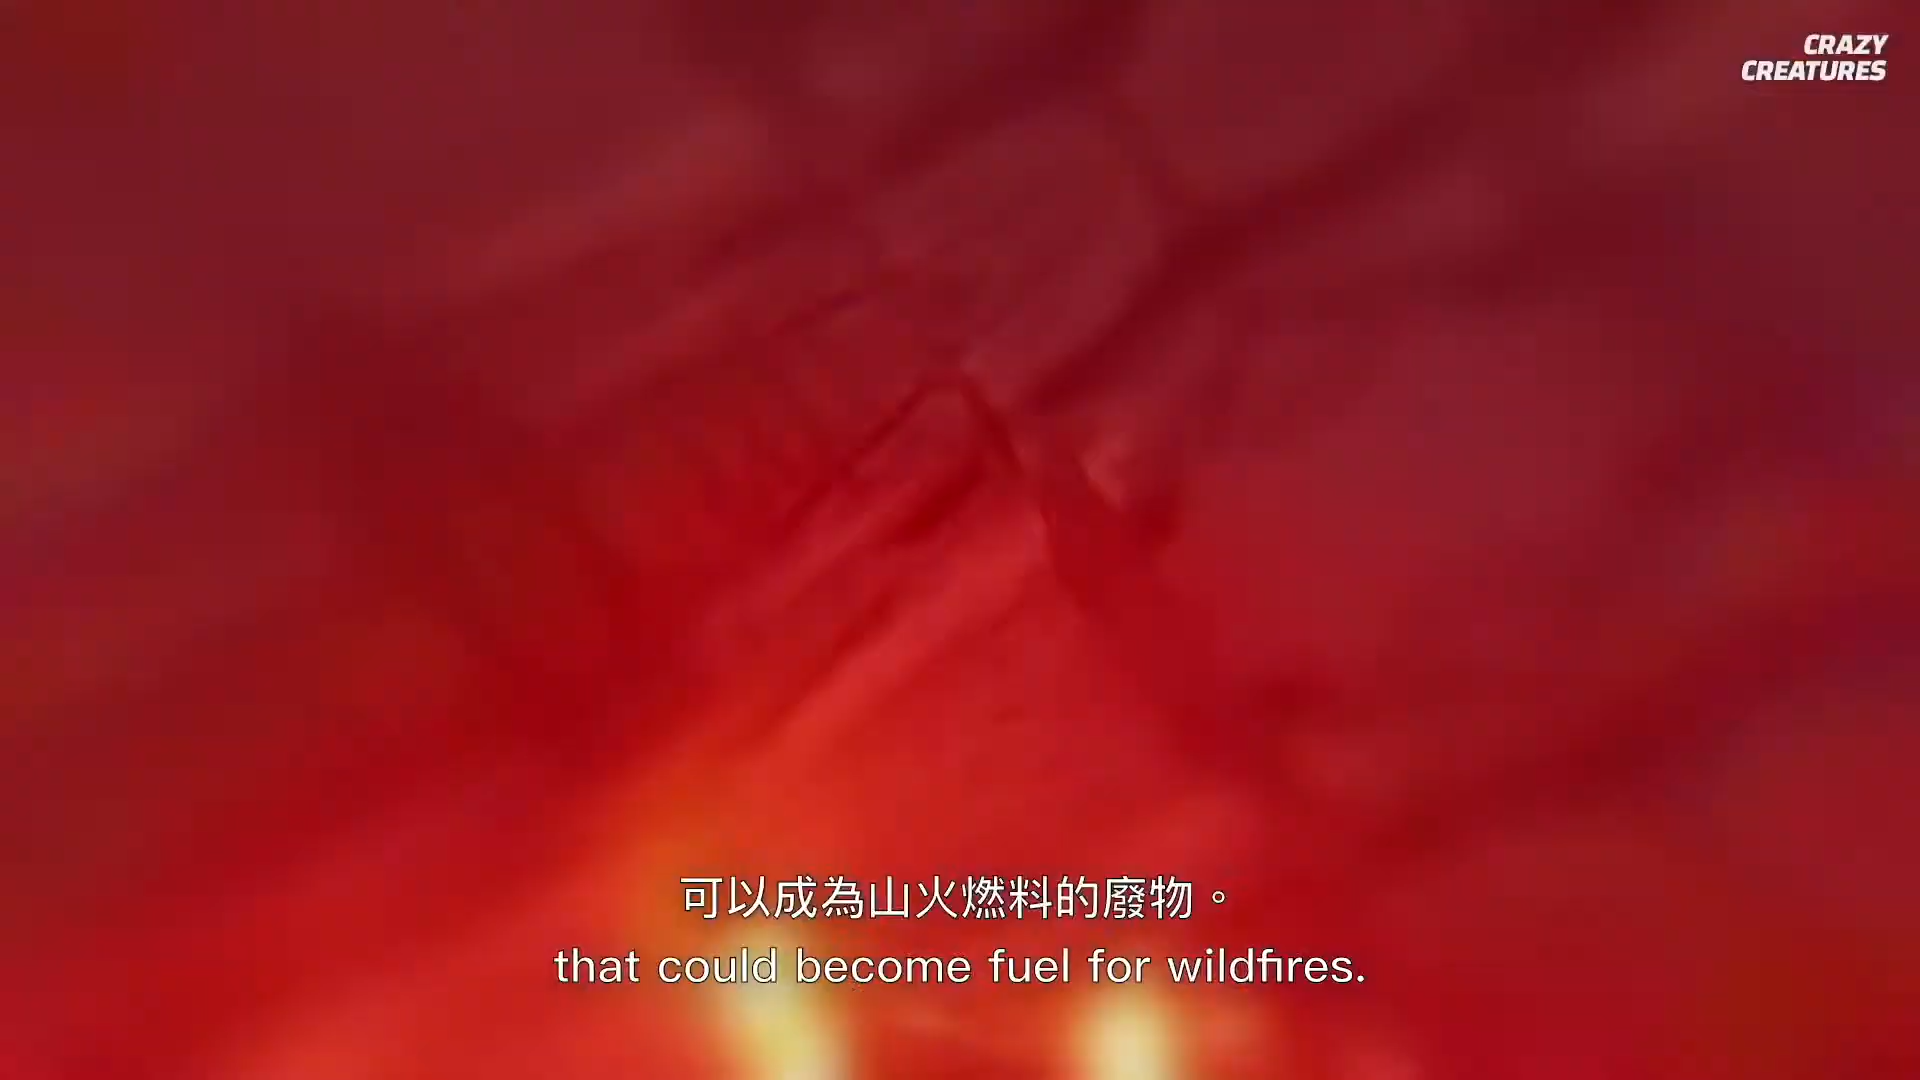 CRAZY
CREATURES
可以成為山火燃料的廢物。
that could become fuel for wildfires.